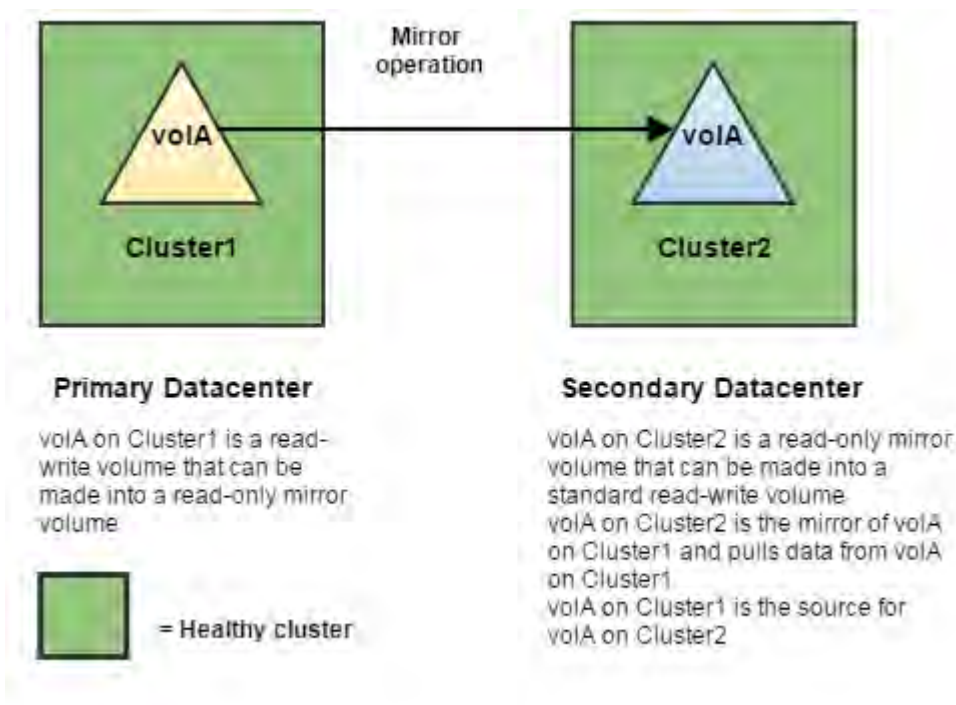 Mirror
operation
volA
volA
Cluster1
Cluster2
Primary Datacenter
volA on Cluster1 is a read-
write volume that can be
made into a read-only mirror
volume
= Healthy cluster
Secondary Datacenter
volA on Cluster2 is a read-only mirror
volume that can be made into a
standard read-write volume
volA on Cluster2 is the mirror of volA
on Cluster1 and pulls data from volA
on Cluster1
volA on Cluster1 is the source for
volA on Cluster2